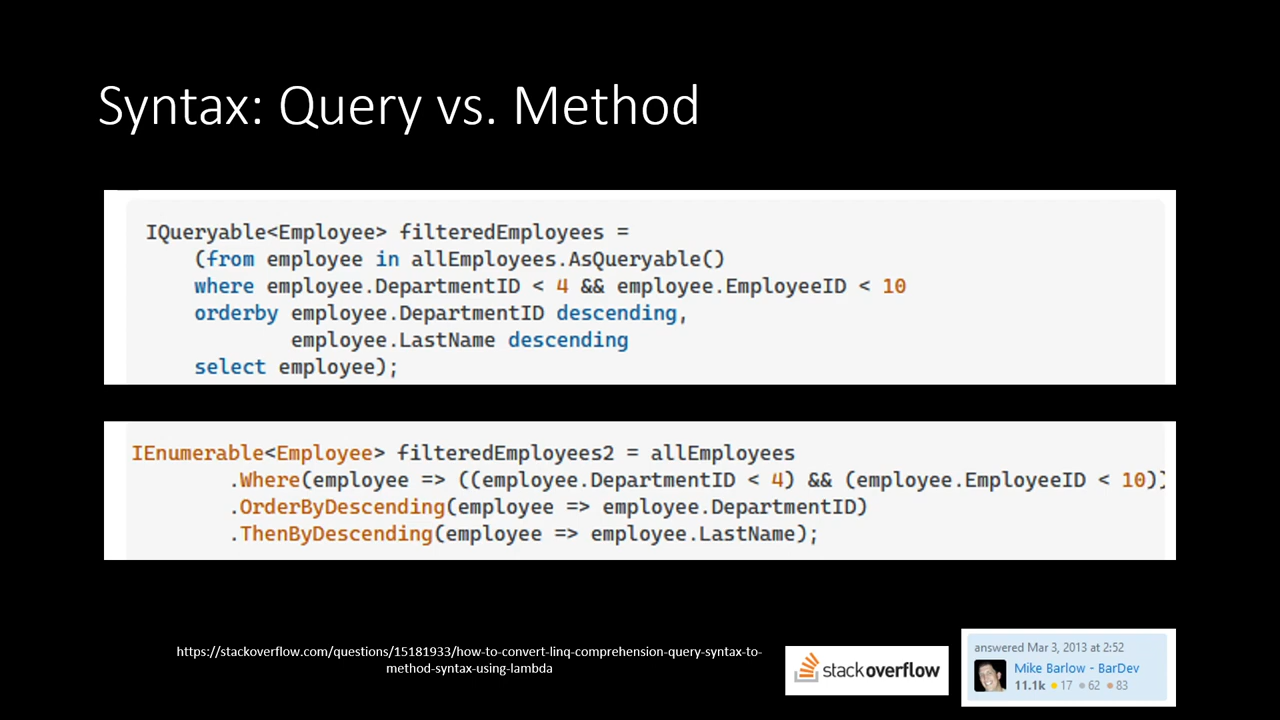 Syntax: Query vs. Method
IQueryable<Employee> filteredEmployees =
    (from employee in allEmployees.AsQueryable()
    where employee.DepartmentID < 4 && employee.EmployeeID < 10
    orderby employee.DepartmentID descending,
            employee.LastName descending
    select employee);
IEnumerable<Employee> filteredEmployees2 = allEmployees
        .Where(employee => ((employee.DepartmentID < 4) && (employee.EmployeeID < 10))
        .OrderByDescending(employee => employee.DepartmentID)
        .ThenByDescending(employee => employee.LastName);
https://stackoverflow.com/questions/15181933/how-to-convert-linq-comprehension-query-syntax-to-
method-syntax-using-lambda
stackoverflow
answered Mar 3, 2013 at 2:52
Mike Barlow - BarDev
11.1k 17 62 83